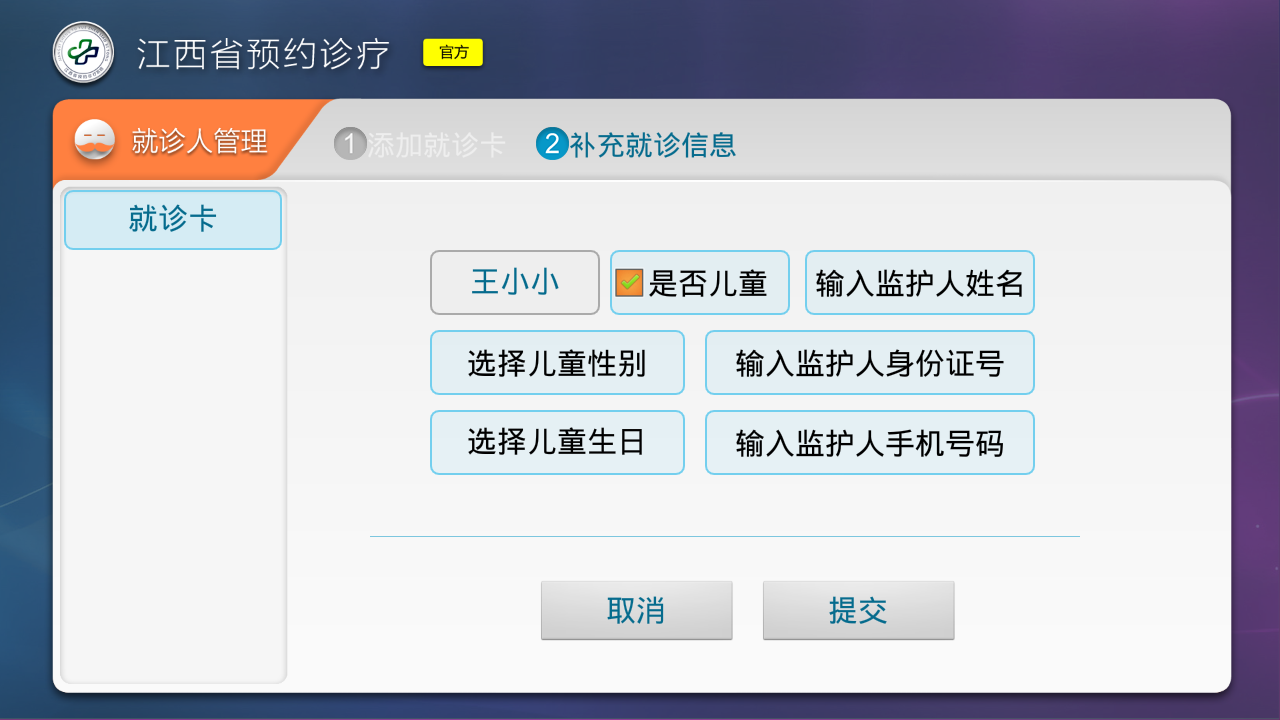 江西省预约诊疗
官方
就诊人管理
1添加就诊卡
2补充就诊信息
就诊卡
王小小
是否儿童
输入监护人姓名
选择儿童性别
输入监护人身份证号
选择儿童生日
输入监护人手机号码
取消
提交